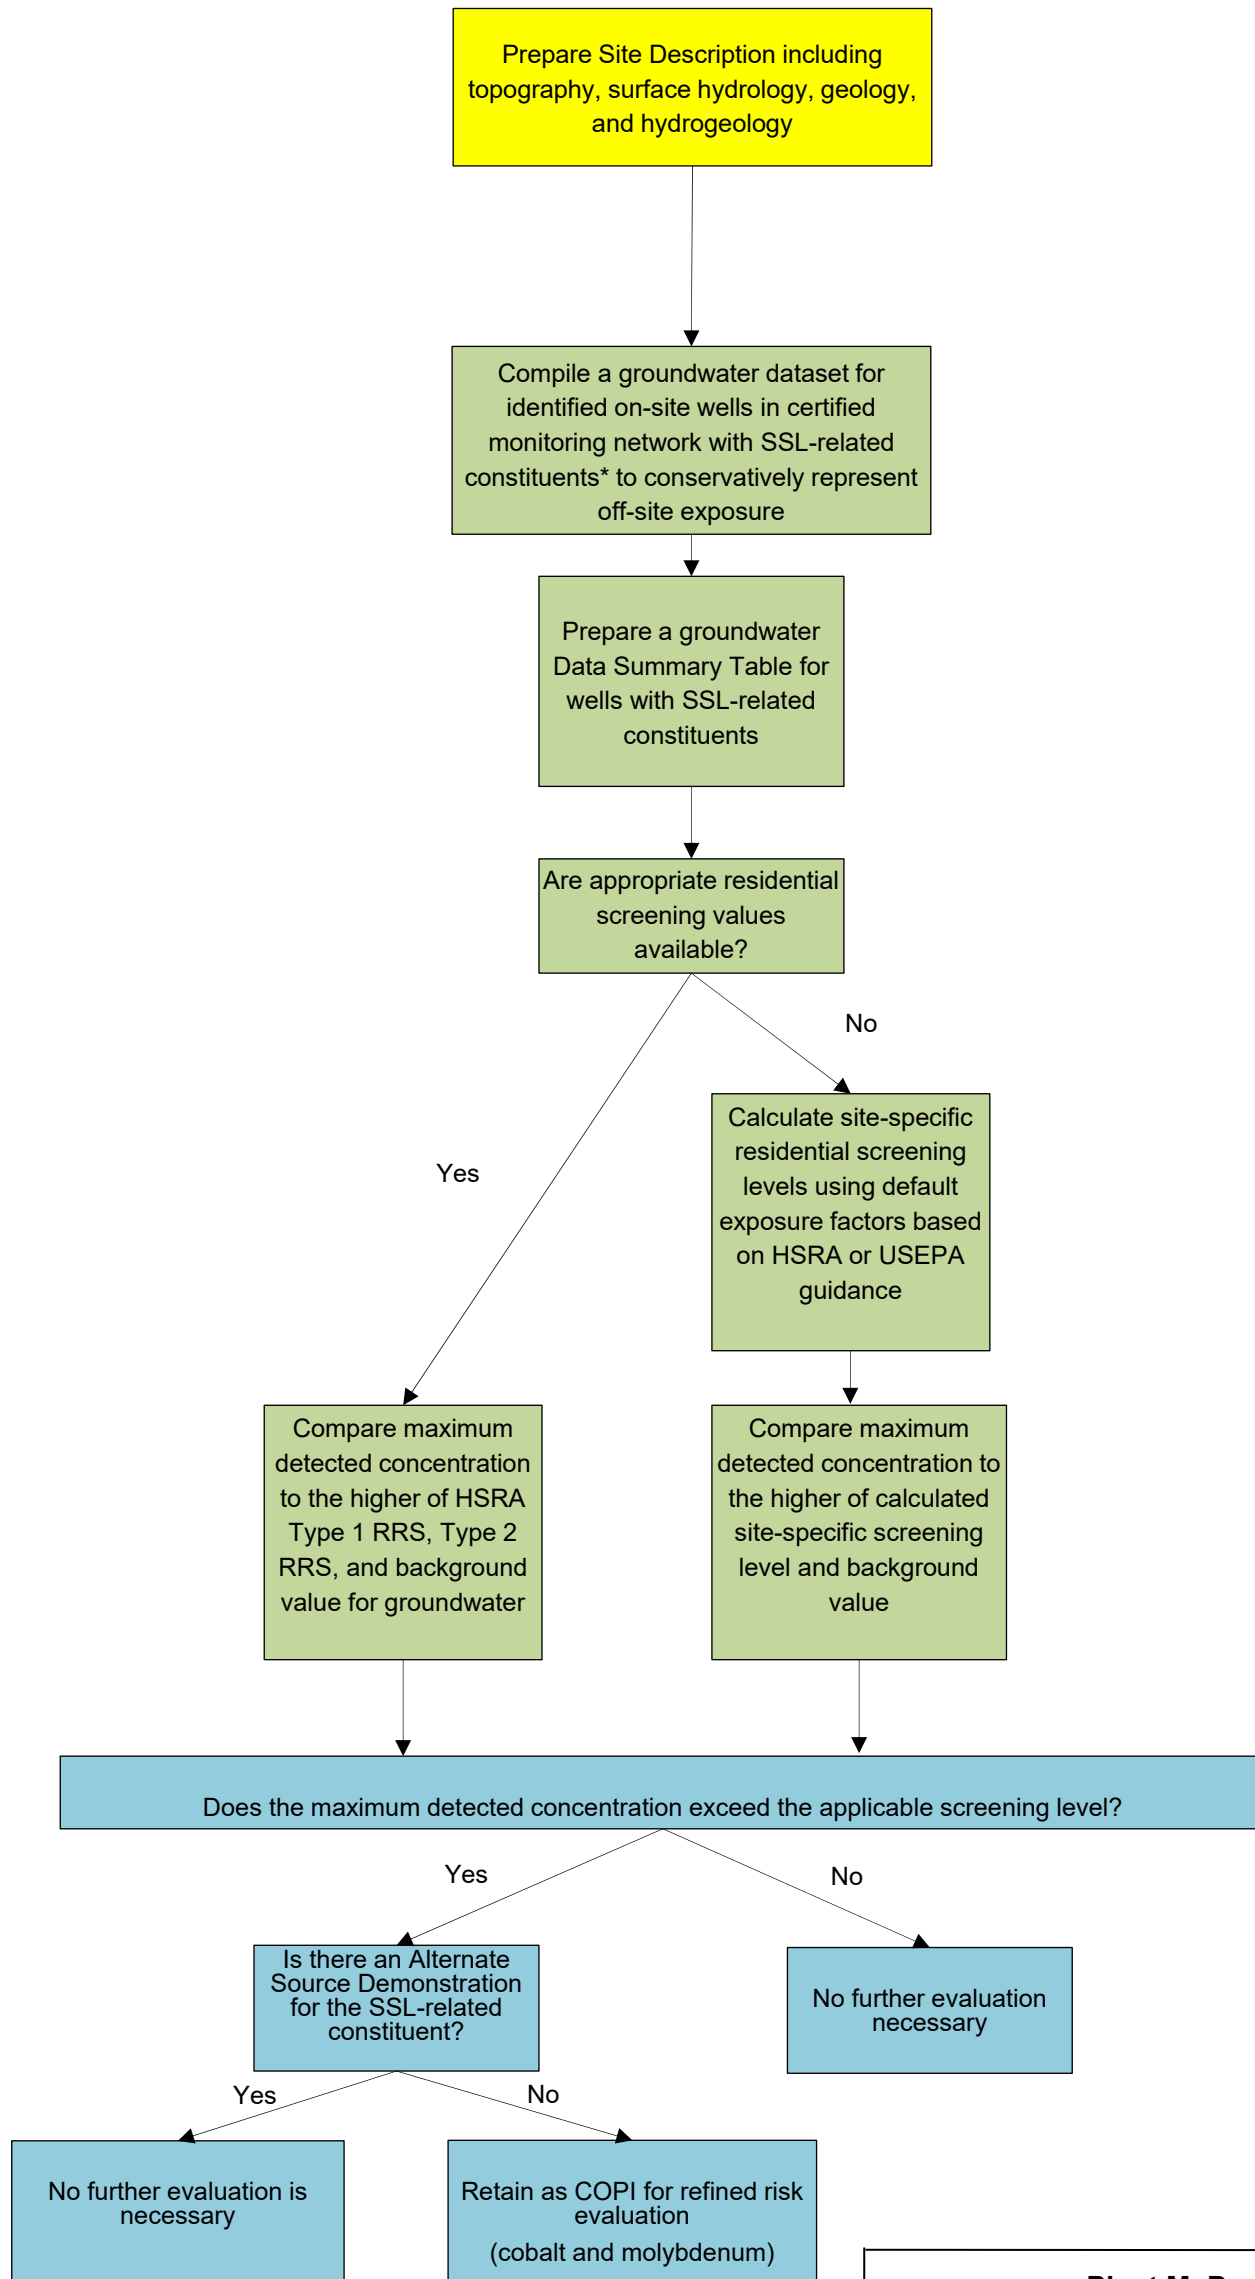 Prepare Site Description including
topography, surface hydrology, geology,
and hydrogeology
Compile a groundwater dataset for
identified on-site wells in certified
monitoring network with SSL-related
constituents* to conservatively represent
off-site exposure
Prepare a groundwater
Data Summary Table for
wells with SSL-related
constituents
Are appropriate residential
screening values
available?
No
Yes
Calculate site-specific
residential screening
levels using default
exposure factors based
on HSRA or USEPA
guidance
Compare maximum
detected concentration
to the higher of HSRA
Type 1 RRS, Type 2
RRS, and background
value for groundwater
Compare maximum
detected concentration to
the higher of calculated
site-specific screening
level and background
value
Does the maximum detected concentration exceed the applicable screening level?
Yes
No
Is there an Alternate
Source Demonstration
for the SSL-related
constituent?
No further evaluation
necessary
Yes
No
No further evaluation is
necessary
Retain as COPI for refined risk
evaluation
(cobalt and molybdenum)